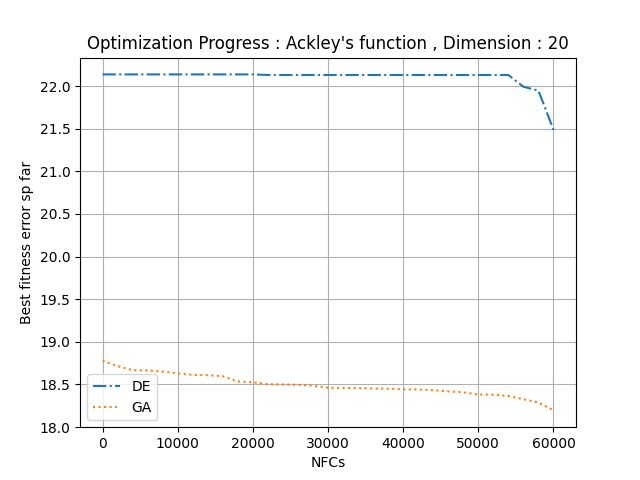 Optimization Progress : Ackley's function , Dimension : 20
Best fitness error sp far
22.0
21.5
21.0
20.5
20.0
19.5
19.0
18.5
18.0
DE
GA
0 10000 20000 30000 40000 50000 60000
NFCs